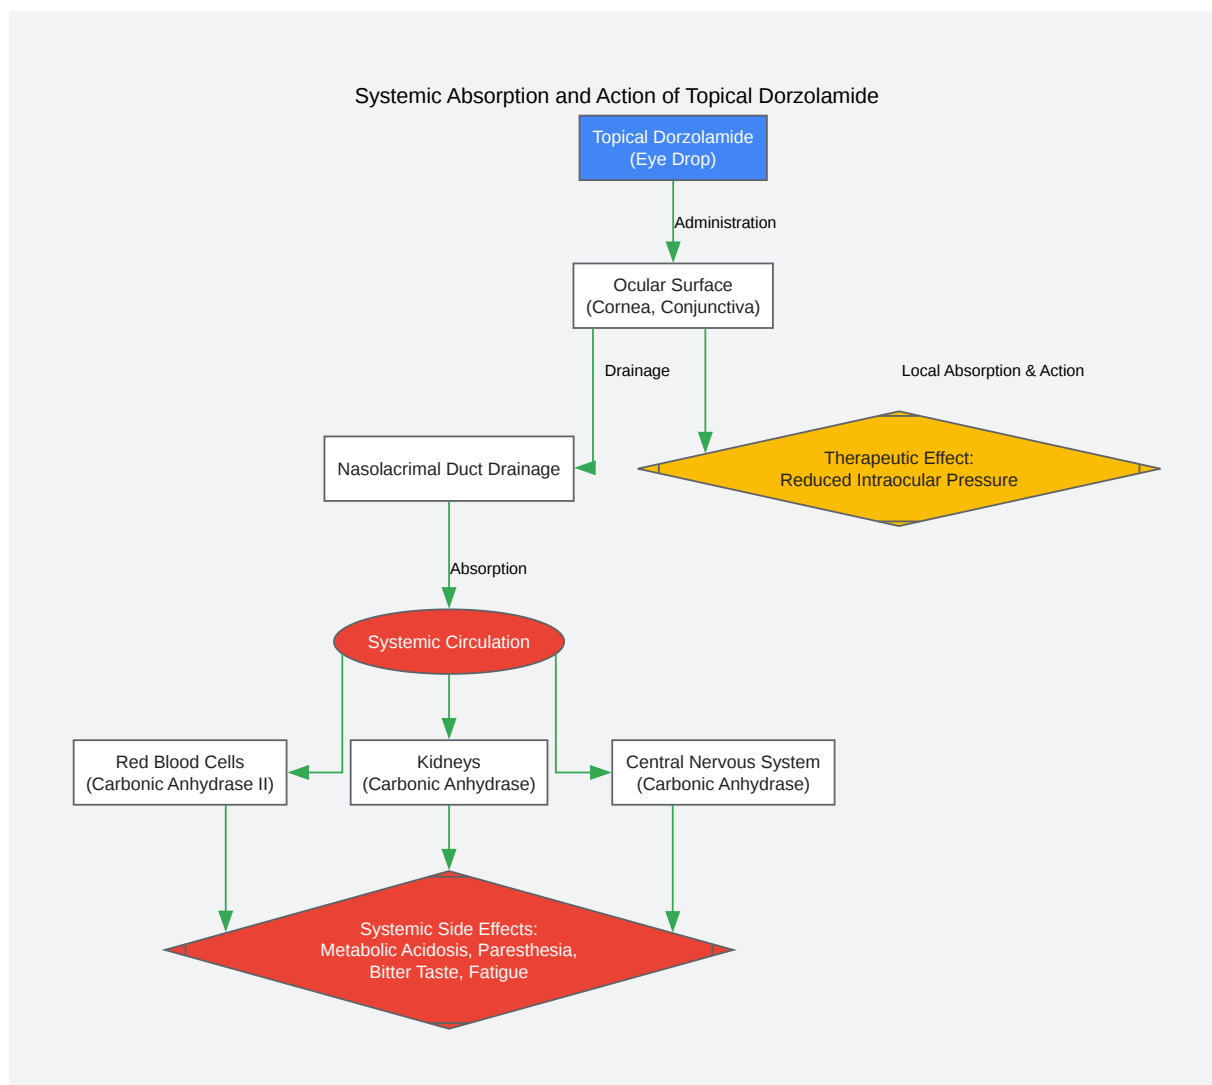 Systemic Absorption and Action of Topical Dorzolamide
Topical Dorzolamide
(Eye Drop)
Administration
Ocular Surface
(Cornea, Conjunctiva)
Drainage
Local Absorption & Action
Nasolacrimal Duct Drainage
Therapeutic Effect:
Reduced Intraocular Pressure
Absorption
Systemic Circulation
Red Blood Cells
(Carbonic Anhydrase II)
Kidneys
(Carbonic Anhydrase)
Central Nervous System
(Carbonic Anhydrase)
Systemic Side Effects:
Metabolic Acidosis, Paresthesia,
Bitter Taste, Fatigue